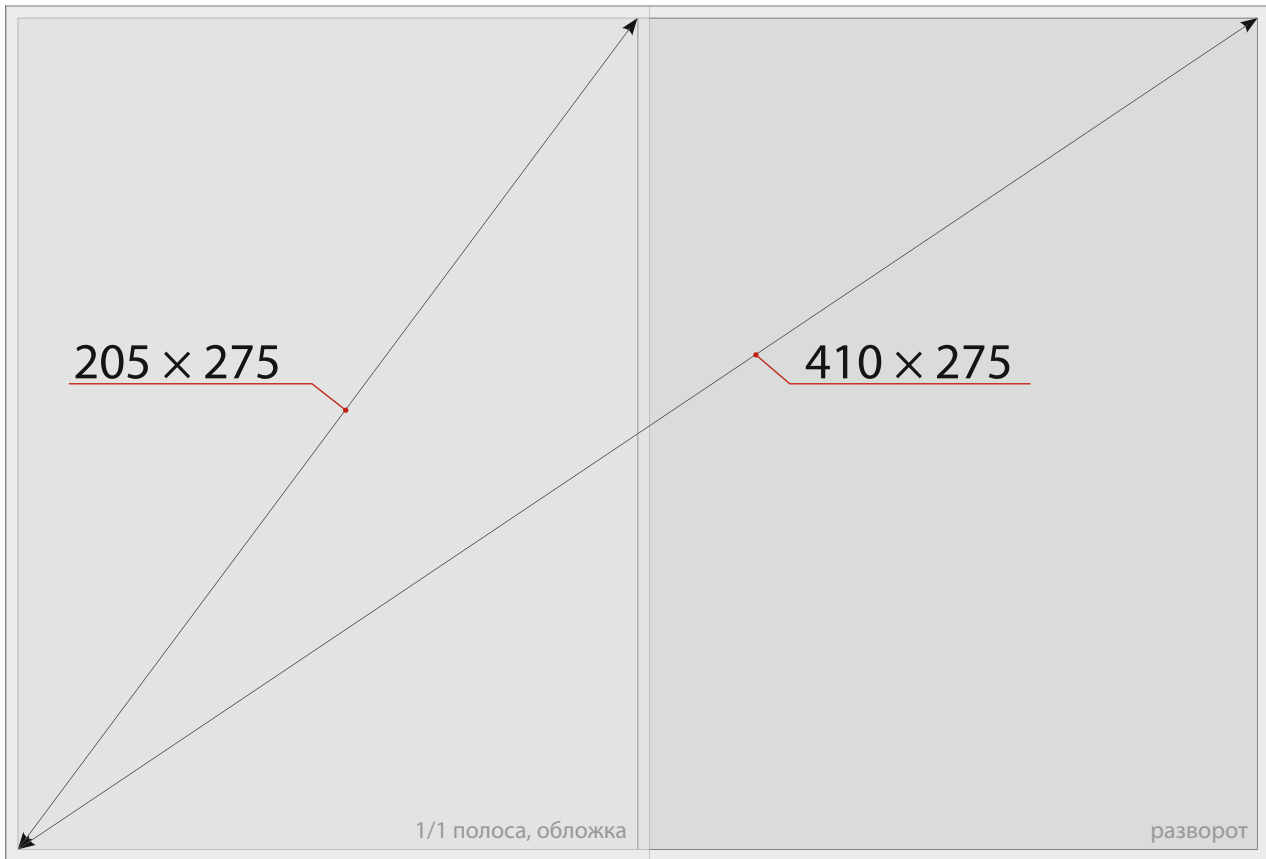 205 × 275
410 × 275
1/1 полоса, обложка
разворот